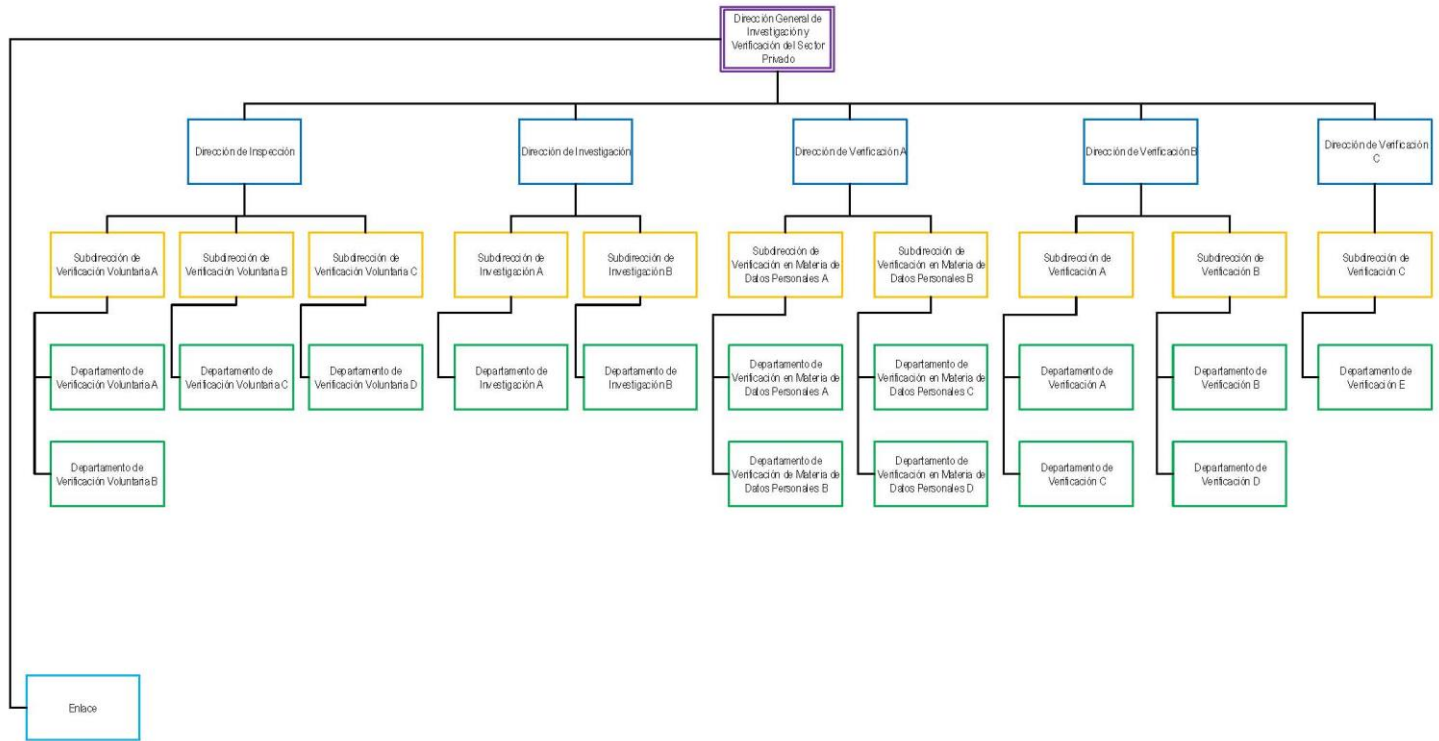 Dirección General de
Investigación y
Verificación del Sector
Privado
Dirección de Inspección
Dirección de Investigación
Dirección de Verificación A
Dirección de Verificación B
Dirección de Verificación
C
Subdirección de
Verificación Voluntaria A
Subdirección de
Verificación Voluntaria B
Subdirección de
Verificación Voluntaria C
Subdirección de
Investigación A
Subdirección de
Investigación B
Subdirección de
Verificación en Materia de
Datos Personales A
Subdirección de
Verificación en Materia de
Datos Personales B
Subdirección de
Verificación A
Subdirección de
Verificación B
Subdirección de
Verificación C
Departamento de
Verificación Voluntaria A
Departamento de
Verificación Voluntaria C
Departamento de
Verificación Voluntaria D
Departamento de
Investigación A
Departamento de
Investigación B
Departamento de
Verificación en Materia de
Datos Personales A
Departamento de
Verificación en Materia de
Datos Personales C
Departamento de
Verificación A
Departamento de
Verificación B
Departamento de
Verificación E
Departamento de
Verificación Voluntaria B
Departamento de
Verificación de Materia de
Datos Personales B
Departamento de
Verificación en Materia de
Datos Personales D
Departamento de
Verificación C
Departamento de
Verificación D
Enlace